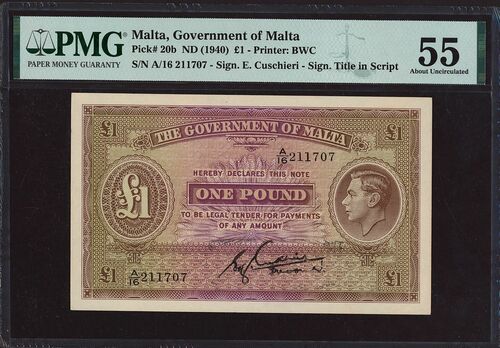 PMG
PAPER MONEY GUARANTY
Malta, Government of Malta
Pick# 20b ND (1940) £1 - Printer: BWC
S/N A/16 211707 - Sign. E. Cuschieri - Sign. Title in Script
55
About Uncirculated
£1 £1
THE GOVERNMENT OF MALTA
A/16 211707
HEREBY DECLARES THIS NOTE
ONE POUND
£1
TO BE LEGAL TENDER FOR PAYMENTS
OF ANY AMOUNT
£1 A/16 211707 £1